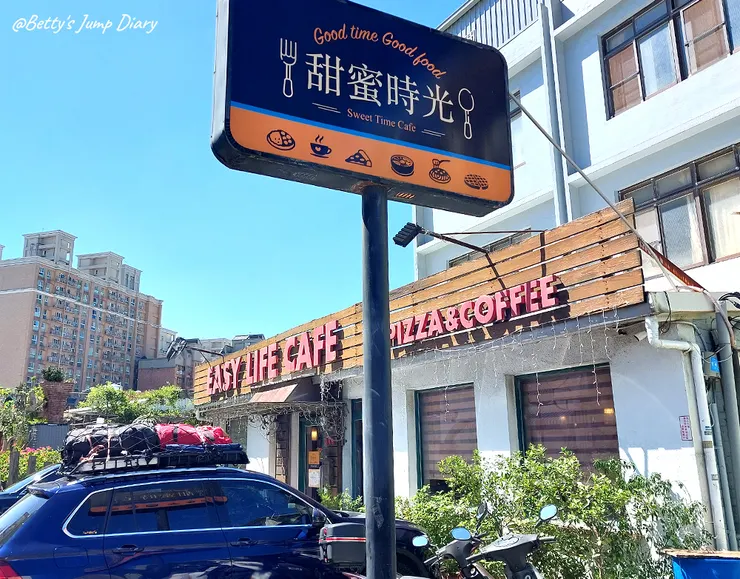 @Betty's Jump Diary
Good time Good food
甜蜜時光
Sweet Time Cafe
EASY LIFE CAFE
PIZZA&COFFEE